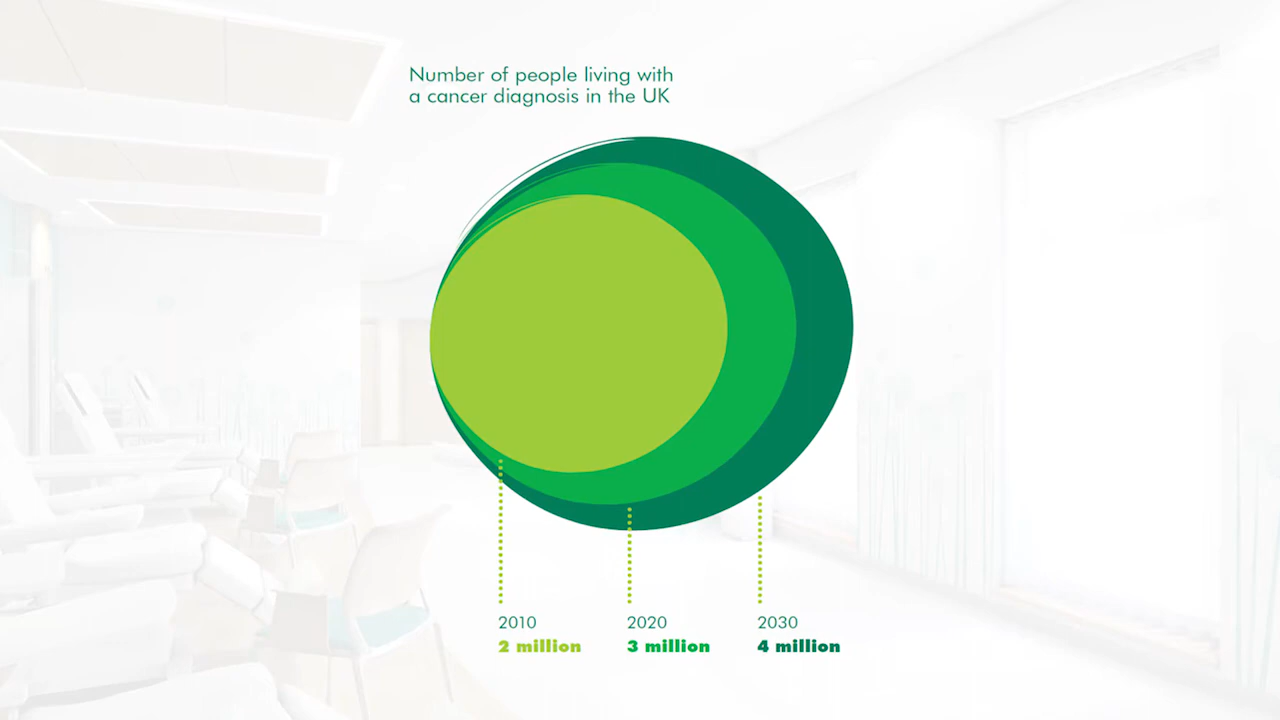 Number of people living with
a cancer diagnosis in the UK
2010
2 million
2020
3 million
2030
4 million